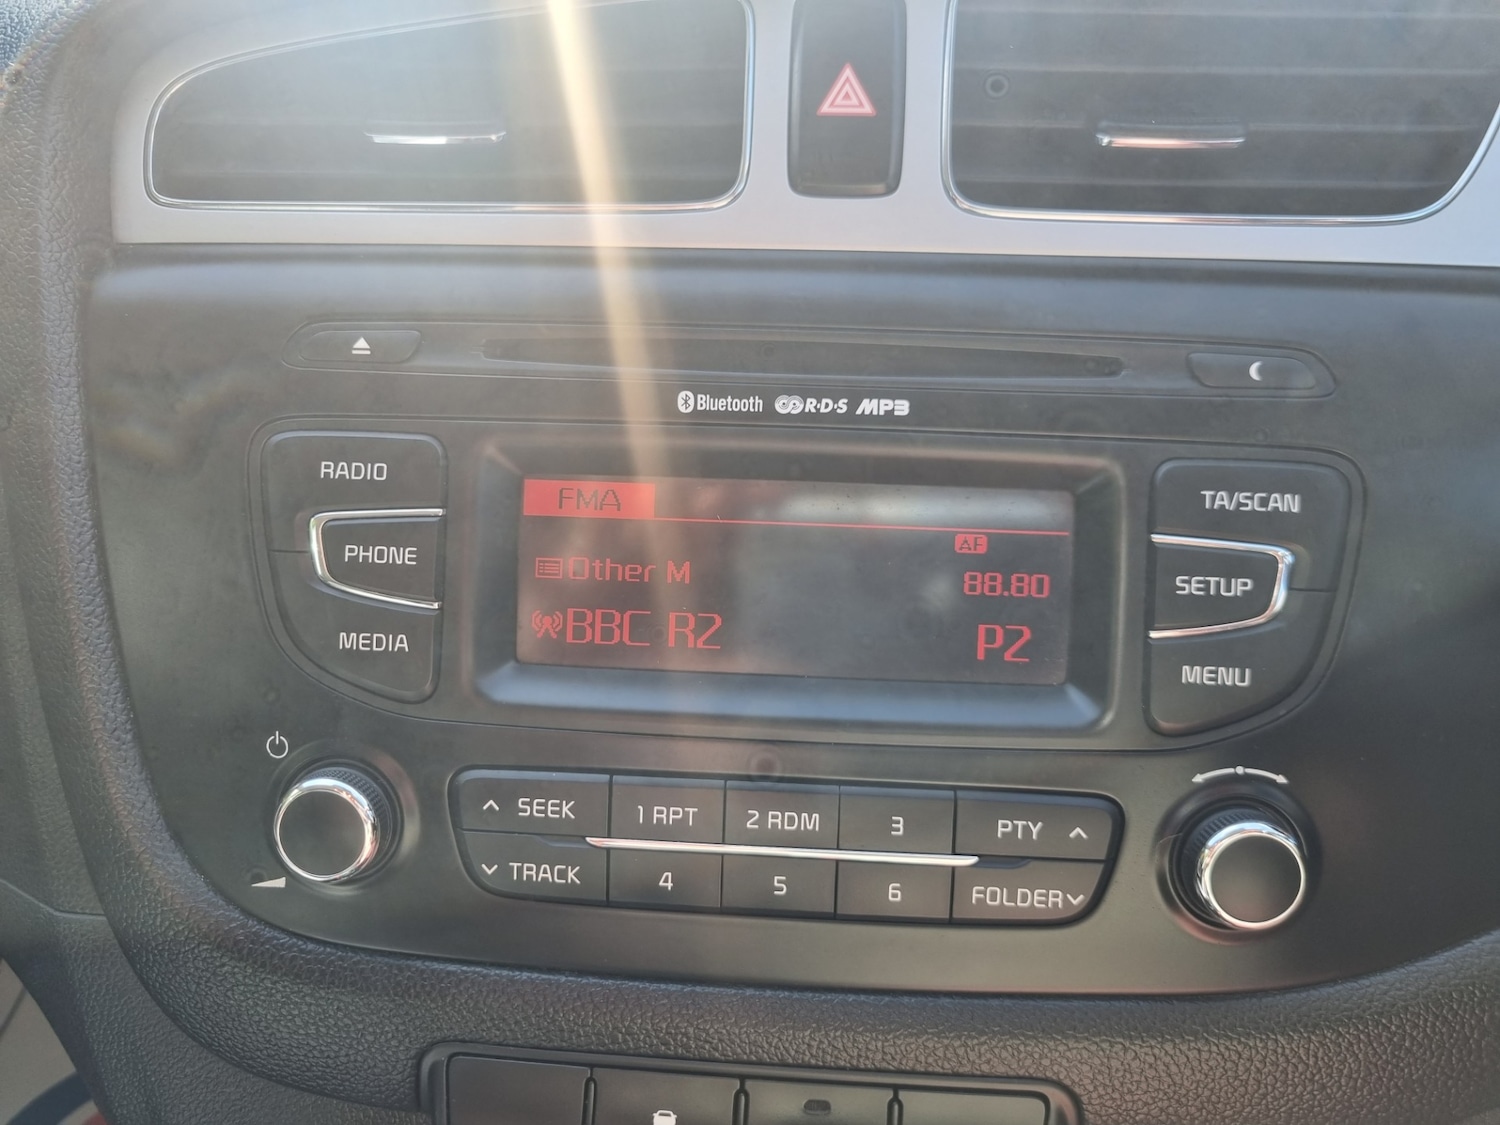 Bluetooth R·D·S MP3
RADIO
PHONE
MEDIA
FMA
AF
Other M 88.80
BBC R2 P2
TA/SCAN
SETUP
MENU
SEEK 1 RPT 2 RDM 3 PTY
TRACK 4 5 6 FOLDER